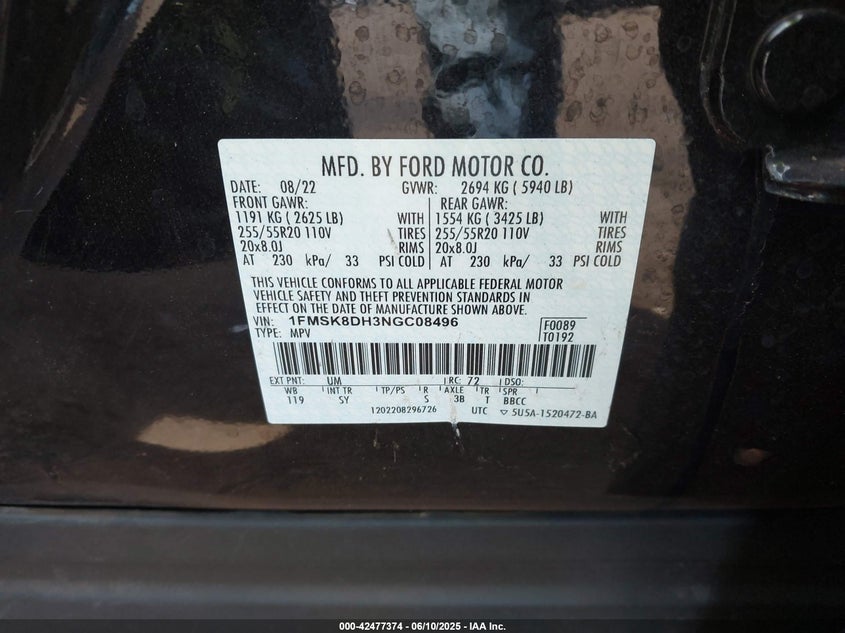 MFD. BY FORD MOTOR CO.
DATE: 08/22 GVWR: 2694 KG ( 5940 LB)
FRONT GAWR: REAR GAWR:
1191 KG ( 2625 LB) WITH 1554 KG ( 3425 LB) WITH
255/55R20 110V TIRES 255/55R20 110V TIRES
20x8.0J RIMS 20x8.0J RIMS
AT 230 kPa/ 33 PSI COLD AT 230 kPa/ 33 PSI COLD
THIS VEHICLE CONFORMS TO ALL APPLICABLE FEDERAL MOTOR
VEHICLE SAFETY AND THEFT PREVENTION STANDARDS IN
EFFECT ON THE DATE OF MANUFACTURE SHOWN ABOVE.
VIN: 1FMSK8DH3NGC08496 F0089
TYPE: MPV T0192
EXT PNT: UM RC: 72 DSO:
WB INT TR TP/PS R AXLE TR SPR
119 SY S 3B T BBCC
1202208296726 UTC ▽ 5U5A-1520472-BA
000-42477374 - 06/10/2025 - IAA Inc.